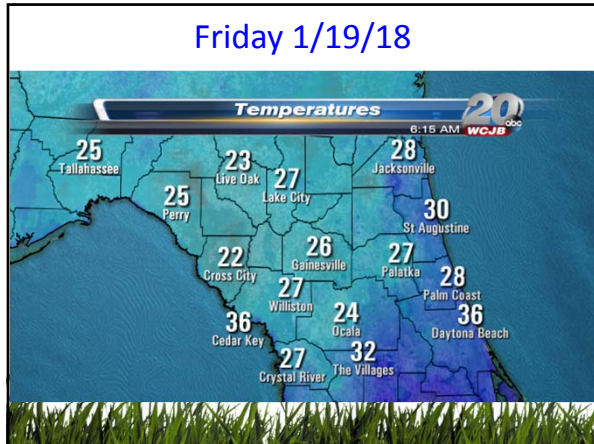 Friday 1/19/18
Temperatures
20
abc
6:15 AM WCJB
25
Tallahassee
23
Live Oak
27
Lake City
28
Jacksonville
25
Perry
30
St Augustine
22
Cross City
26
Gainesville
27
Palatka
28
Palm Coast
27
Williston
24
Ocala
36
Cedar Key
36
Daytona Beach
27
Crystal River
32
The Villages